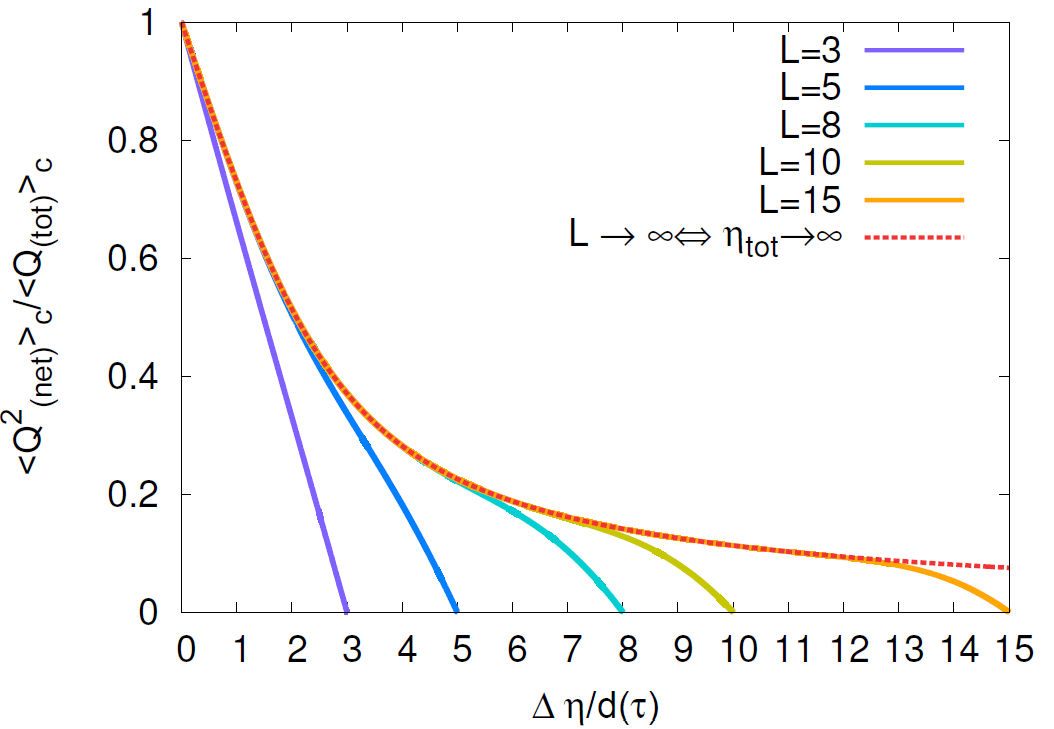 <Q²(net)>c/<Q(tot)>c
1
0.8
0.6
0.4
0.2
0
L=3
L=5
L=8
L=10
L=15
L → ∞⇔ ηtot→∞
0 1 2 3 4 5 6 7 8 9 10 11 12 13 14 15
Δ η/d(τ)